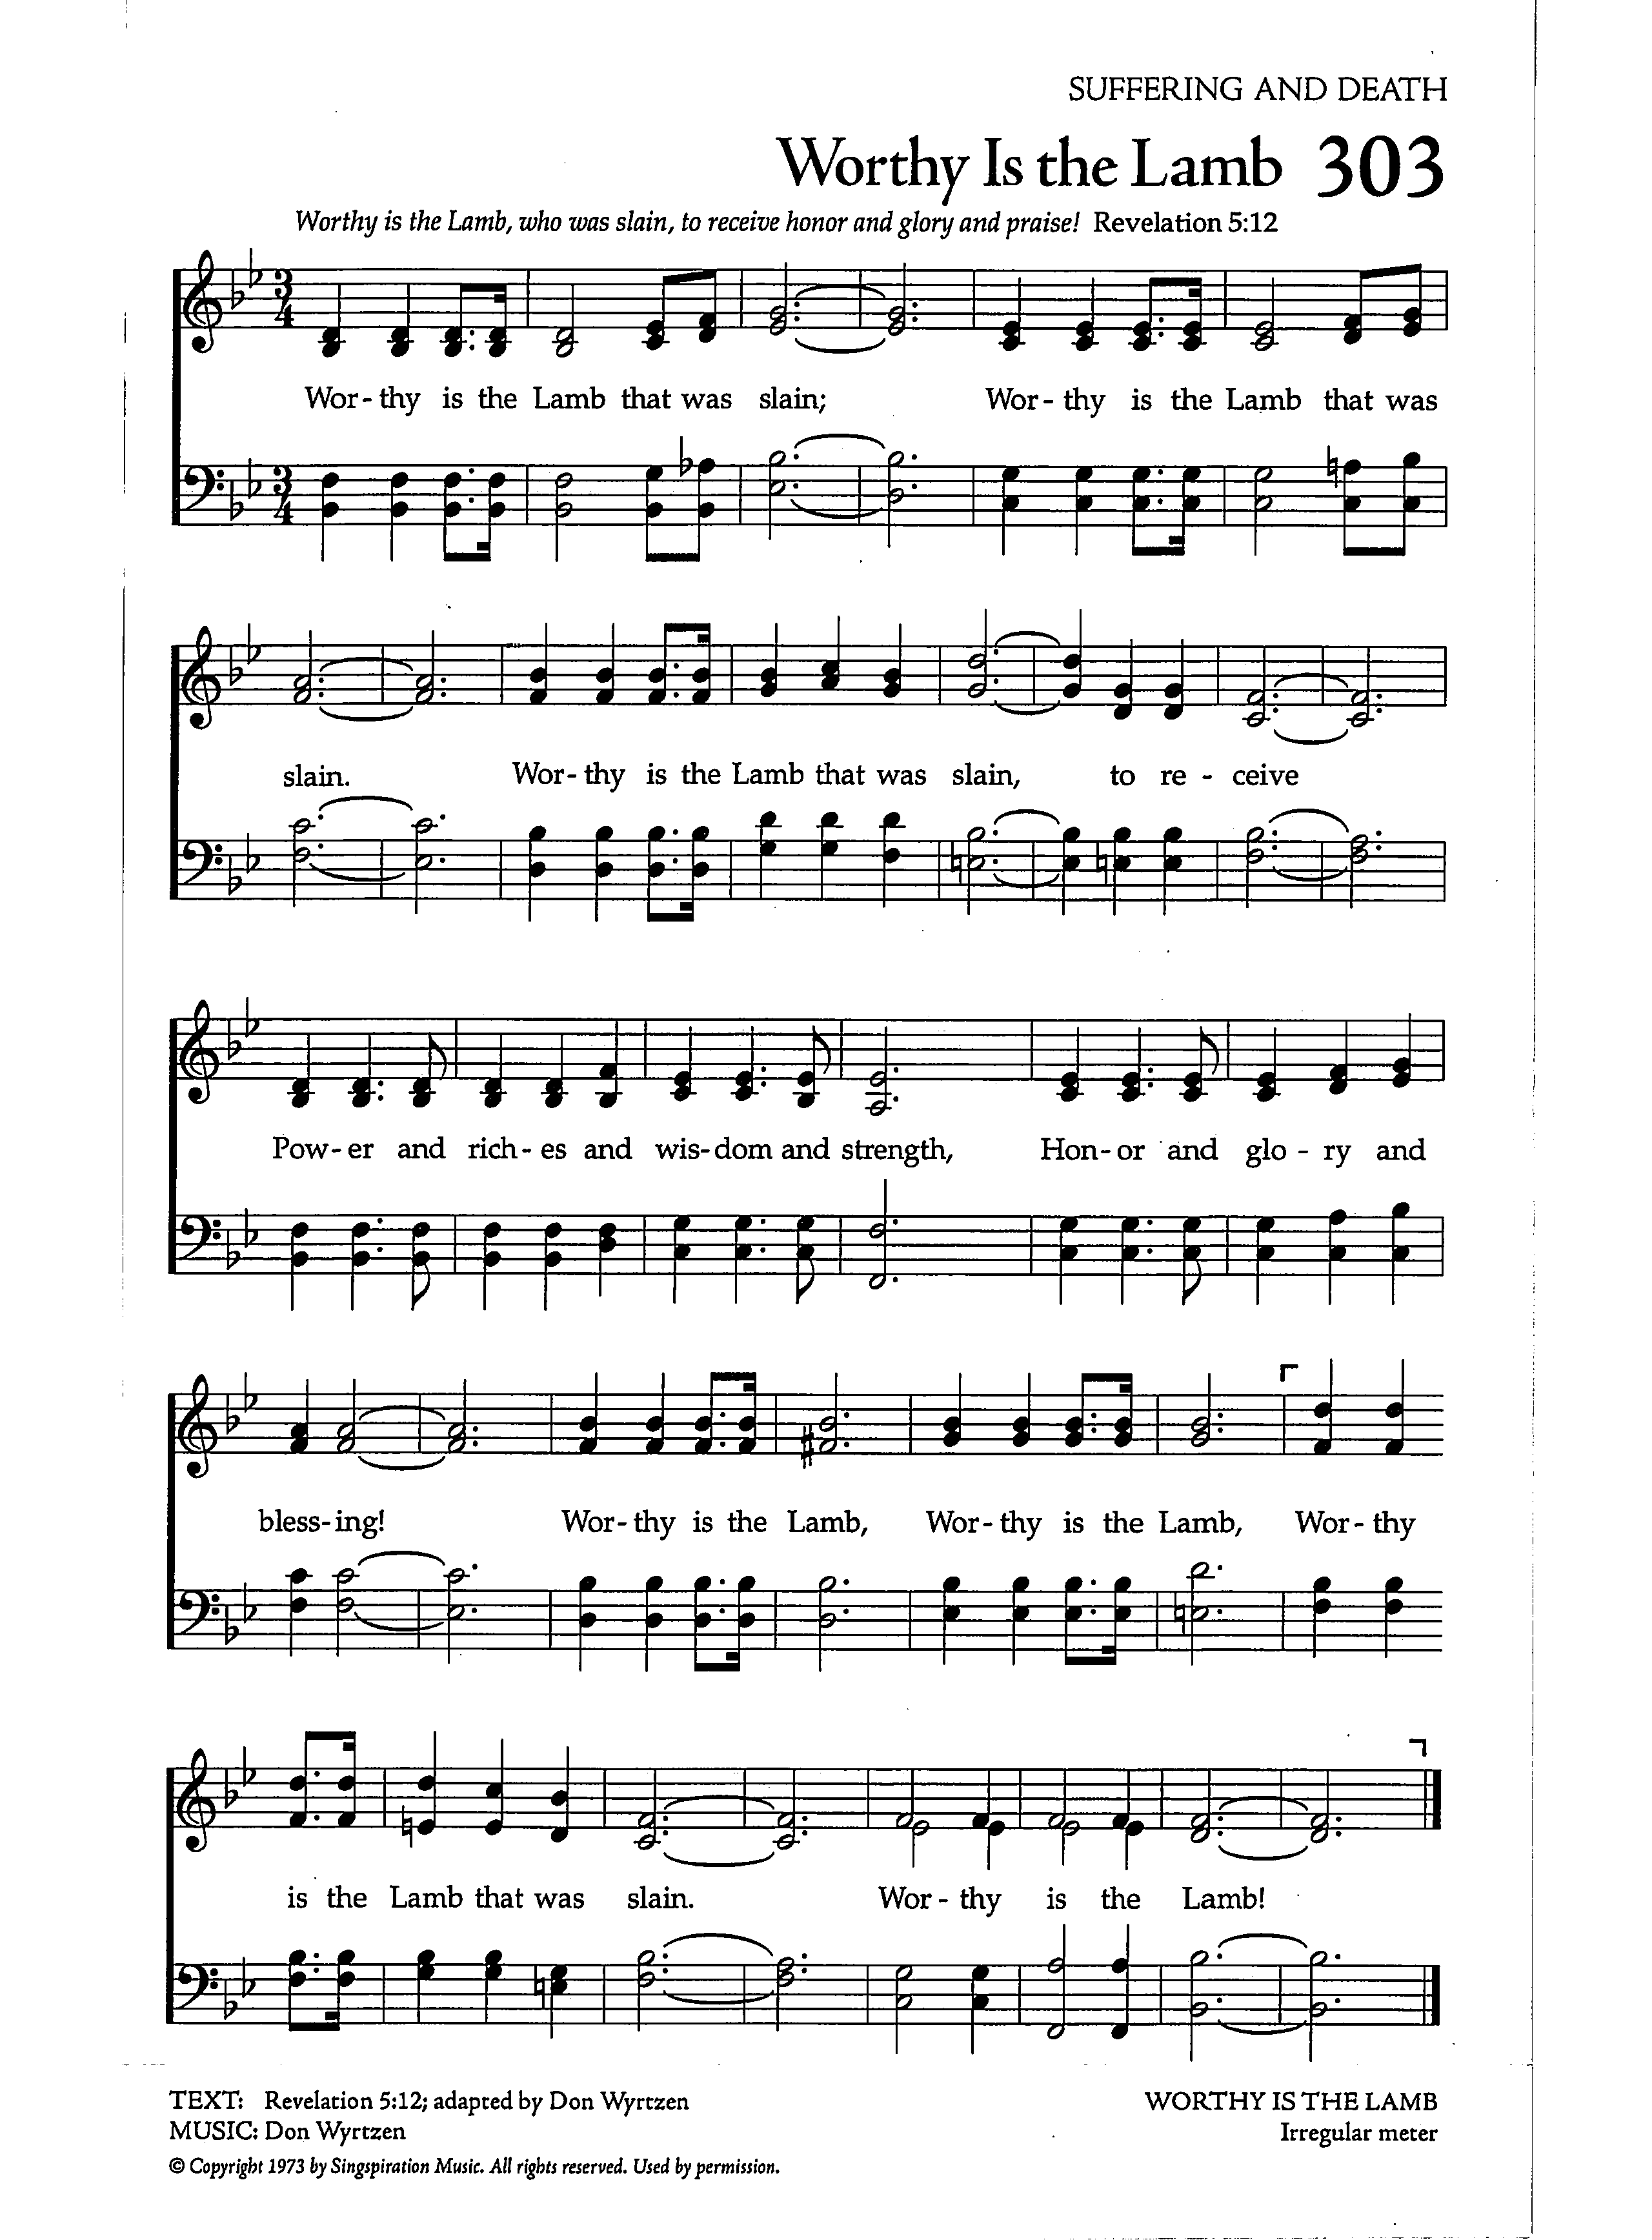 SUFFERING AND DEATH
Worthy Is the Lamb 303
Worthy is the Lamb, who was slain, to receive honor and glory and praise! Revelation 5:12
3 4
Wor - thy is the Lamb that was slain; Wor - thy is the Lamb that was
3 4
slain. Wor - thy is the Lamb that was slain, to re - ceive
Pow - er and rich - es and wis - dom and strength, Hon - or and glo - ry and
bless - ing! Wor - thy is the Lamb, Wor - thy is the Lamb, Wor - thy
is the Lamb that was slain. Wor - thy is the Lamb!
TEXT: Revelation 5:12; adapted by Don Wyrtzen
MUSIC: Don Wyrtzen
© Copyright 1973 by Singspiration Music. All rights reserved. Used by permission.
WORTHY IS THE LAMB
Irregular meter